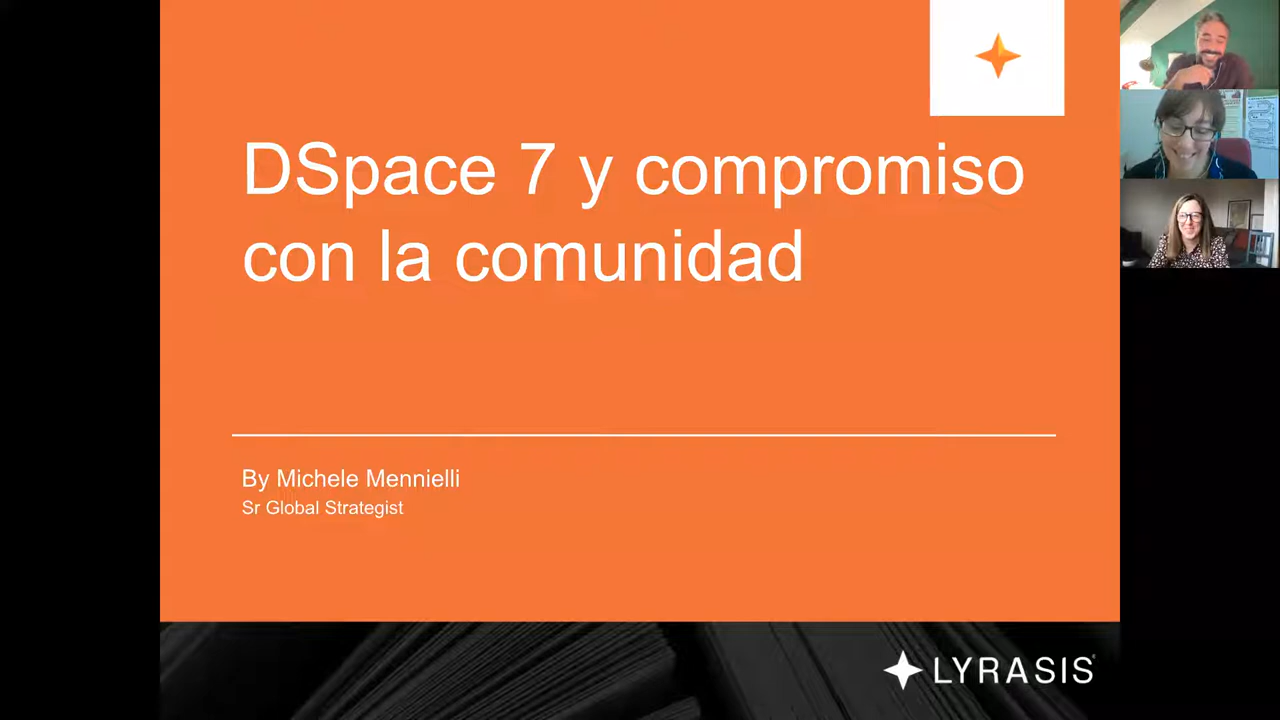 DSpace 7 y compromiso
con la comunidad
By Michele Mennielli
Sr Global Strategist
LYRASIS